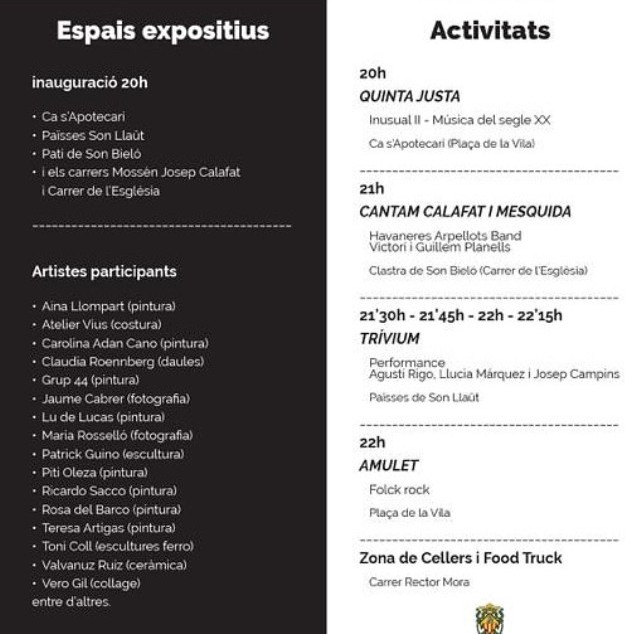 Espais expositius
inauguració 20h
• Ca s'Apotecari
• Païsses Son Llaüt
• Pati de Son Bieló
• i els carrers Mossèn Josep Calafat
i Carrer de l'Església
Artistes participants
• Aina Llompart (pintura)
• Atelier Vius (costura)
• Carolina Adan Cano (pintura)
• Claudia Roennberg (daules)
• Grup 44 (pintura)
• Jaume Cabrer (fotografia)
• Lu de Lucas (pintura)
• Maria Rosselló (fotografia)
• Patrick Guino (escultura)
• Piti Oleza (pintura)
• Ricardo Sacco (pintura)
• Rosa del Barco (pintura)
• Teresa Artigas (pintura)
• Toni Coll (escultures ferro)
• Valvanuz Ruiz (ceràmica)
• Vero Gil (collage)
entre d'altres.
Activitats
20h
QUINTA JUSTA
Inusual II - Música del segle XX
Ca s'Apotecari (Plaça de la Vila)
21h
CANTAM CALAFAT I MESQUIDA
Havaneres Arpellots Band
Victori i Guillem Planells
Clastra de Son Bieló (Carrer de l'Església)
21'30h - 21'45h - 22h - 22'15h
TRÍVIUM
Performance
Agustí Rigo, Llucia Márquez i Josep Campins
Païsses de Son Llaüt
22h
AMULET
Folck rock
Plaça de la Vila
Zona de Cellers i Food Truck
Carrer Rector Mora